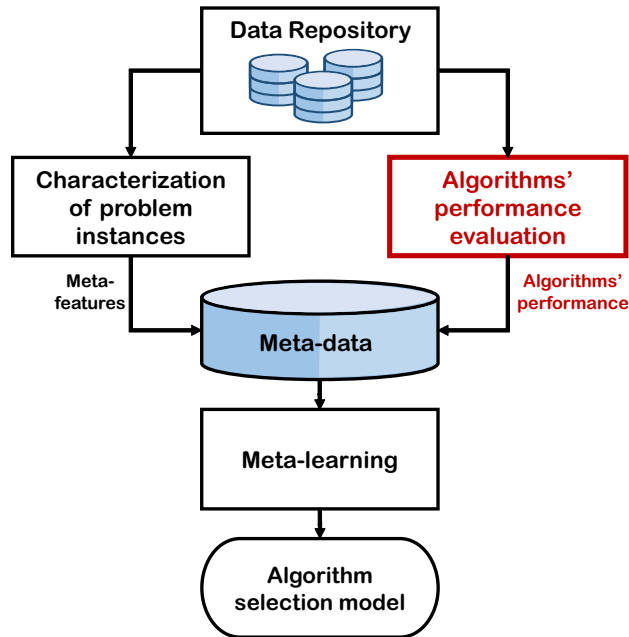 Data Repository
Characterization
of problem
instances
Algorithms'
performance
evaluation
Meta-
features
Algorithms'
performance
Meta-data
Meta-learning
Algorithm
selection model